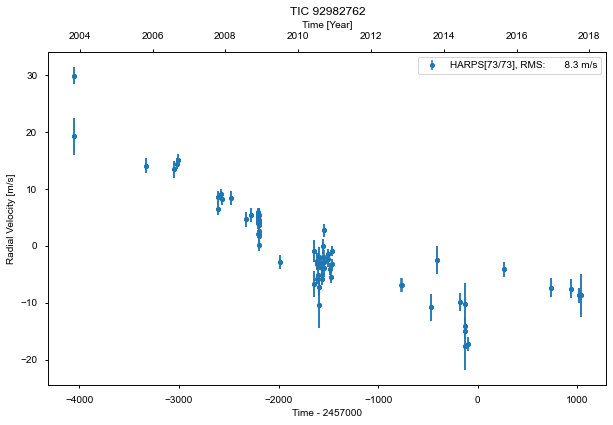 TIC 92982762
Time [Year]
2004 2006 2008 2010 2012 2014 2016 2018
HARPS[73/73], RMS: 8.3 m/s
Radial Velocity [m/s]
30
20
10
0
−10
−20
−4000 −3000 −2000 −1000 0 1000
Time - 2457000